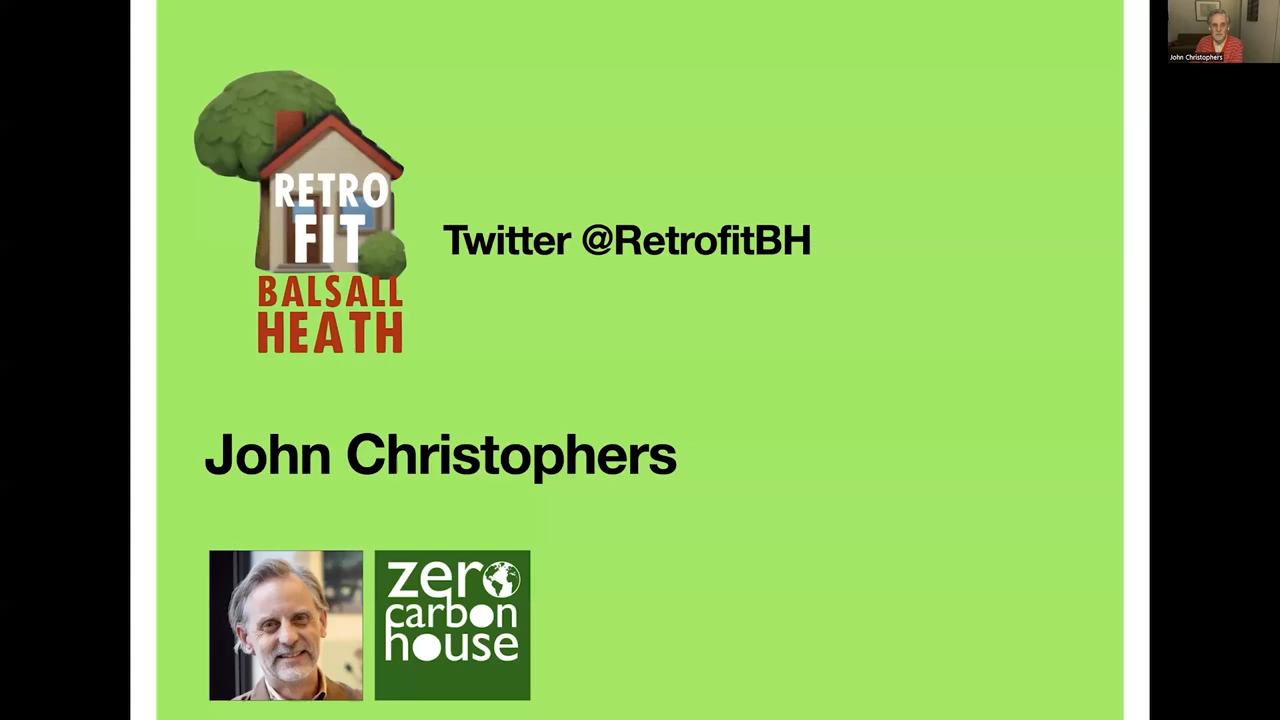 RETRO
FIT
BALSALL
HEATH
Twitter @RetrofitBH
John Christophers
zero
carbon
house
John Christophers